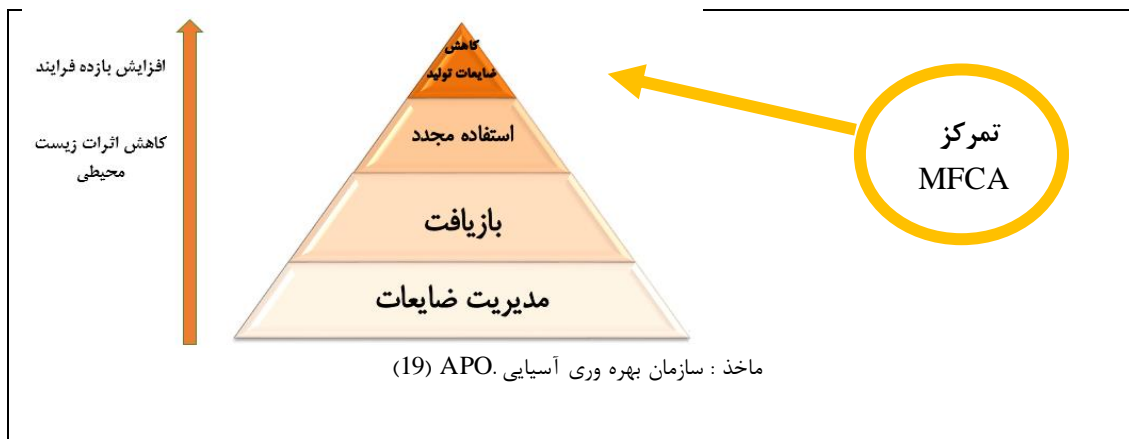 کاهش
ضایعات تولید
استفاده مجدد
بازیافت
مدیریت ضایعات
افزایش بازده فرایند
کاهش اثرات زیست
محیطی
تمرکز
MFCA
ماخذ : سازمان بهره وری آسیایی .APO (19)